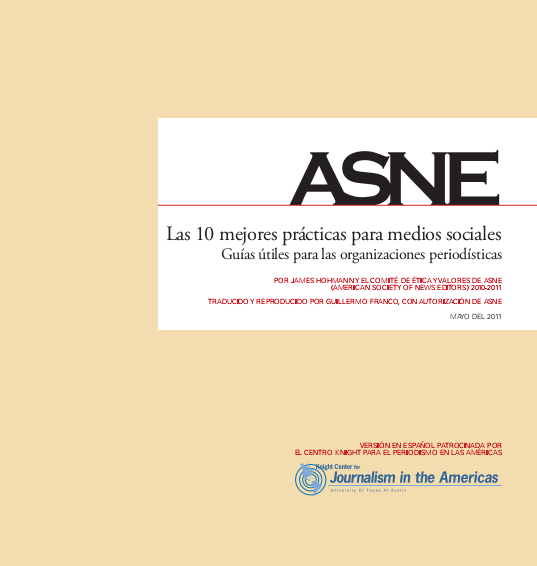 ASNE
Las 10 mejores prácticas para medios sociales
Guías útiles para las organizaciones periodísticas
POR JAMES HOHMANN Y EL COMITÉ DE ÉTICA Y VALORES DE ASNE
(AMERICAN SOCIETY OF NEWS EDITORS) 2010-2011
TRADUCIDO Y REPRODUCIDO POR GUILLERMO FRANCO, CON AUTORIZACIÓN DE ASNE
MAYO DEL 2011
VERSIÓN EN ESPAÑOL PATROCINADA POR
EL CENTRO KNIGHT PARA EL PERIODISMO EN LAS AMÉRICAS
Knight Center for
Journalism in the Americas
University Of Texas At Austin